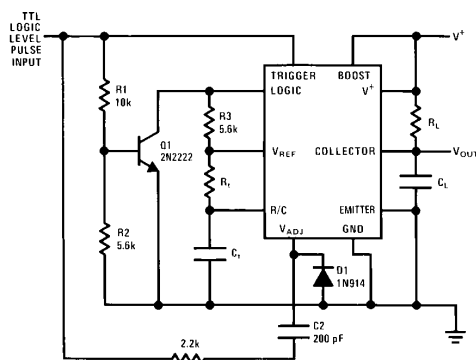 TTL
LOGIC
LEVEL
PULSE
INPUT
V+
TRIGGER BOOST
R1
10k
LOGIC V+
R3
5.6k
RL
Q1
2N2222
VREF COLLECTOR VOUT
Rt
CL
R/C EMITTER
R2
5.6k
VADJ GND
Ct
D1
1N914
C2
200 pF
2.2k